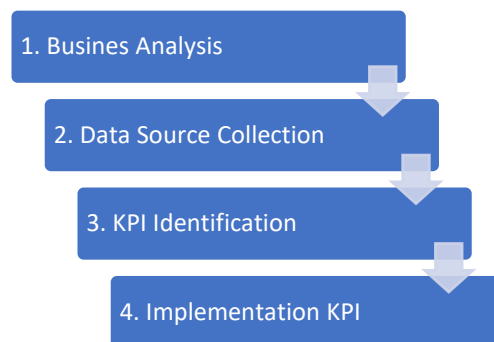 1. Busines Analysis
2. Data Source Collection
3. KPI Identification
4. Implementation KPI